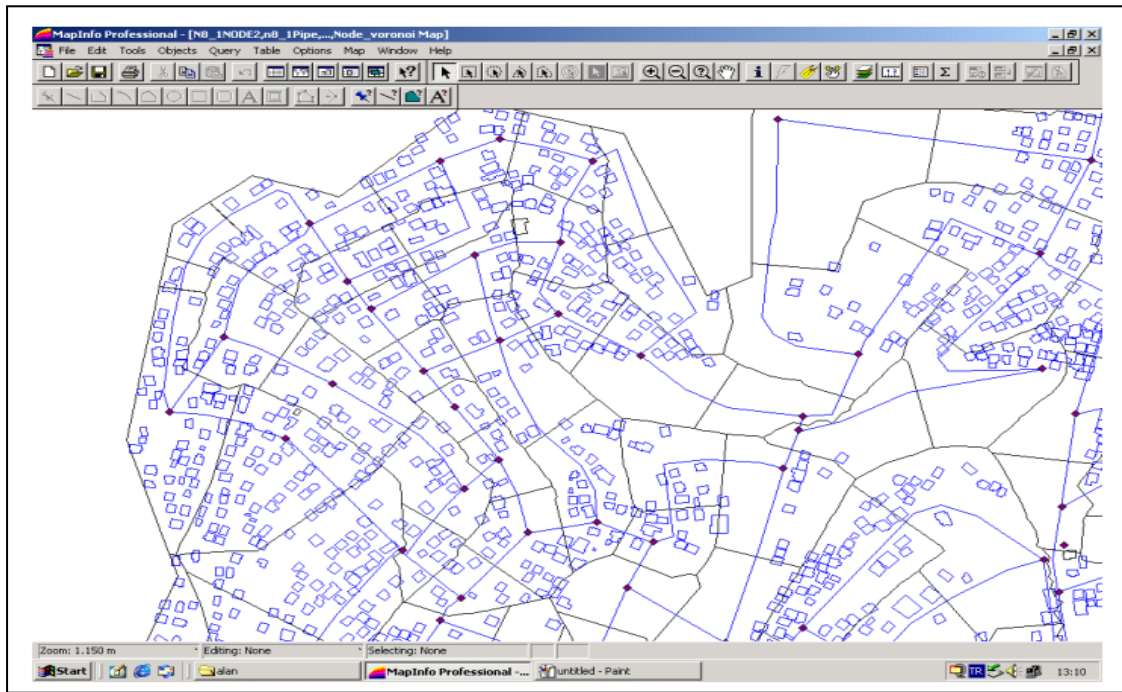 MapInfo Professional - [N8_1NODE2,n8_1Pipe,...,Node_voronoi Map]
File Edit Tools Objects Query Table Options Map Window Help
Zoom: 1.150 m Editing: None Selecting: None
Start alan MapInfo Professional -... untitled - Paint TR 13:10